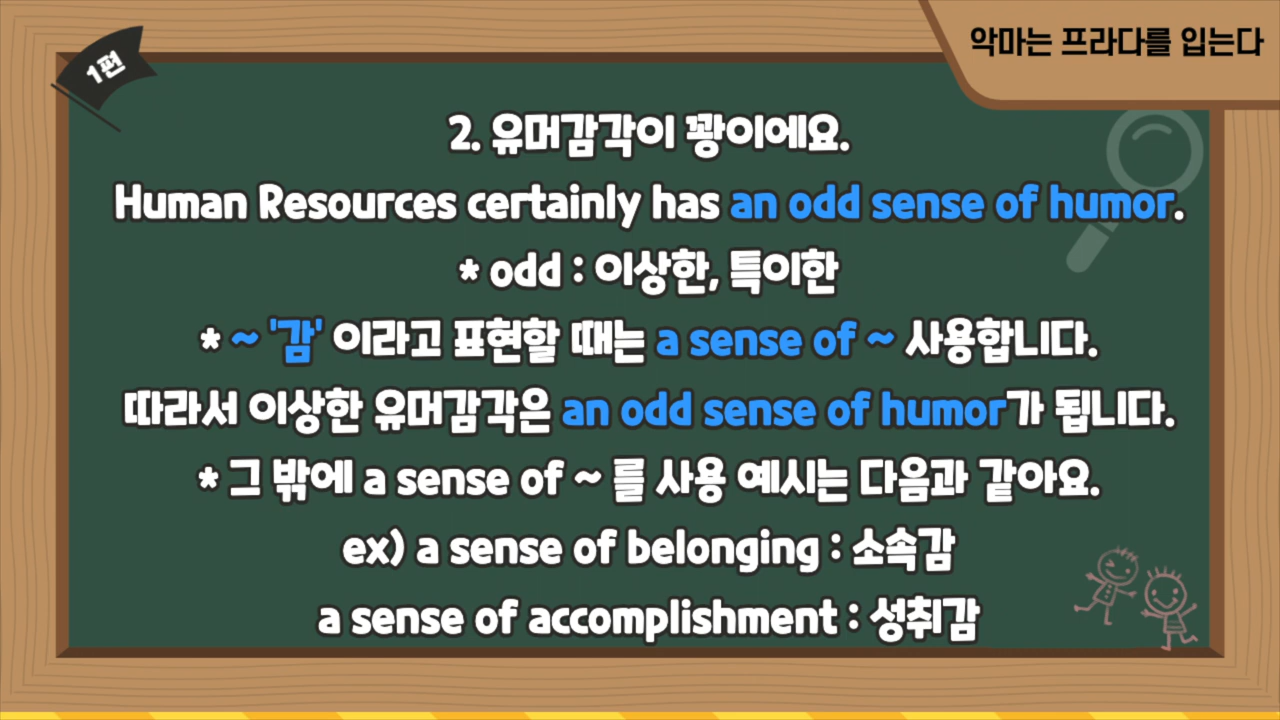 악마는 프라다를 입는다
1편
2. 유머감각이 꽝이에요.
Human Resources certainly has an odd sense of humor.
* odd : 이상한, 특이한
* ~ '감' 이라고 표현할 때는 a sense of ~ 사용합니다.
따라서 이상한 유머감각은 an odd sense of humor가 됩니다.
* 그 밖에 a sense of ~ 를 사용 예시는 다음과 같아요.
ex) a sense of belonging : 소속감
a sense of accomplishment : 성취감